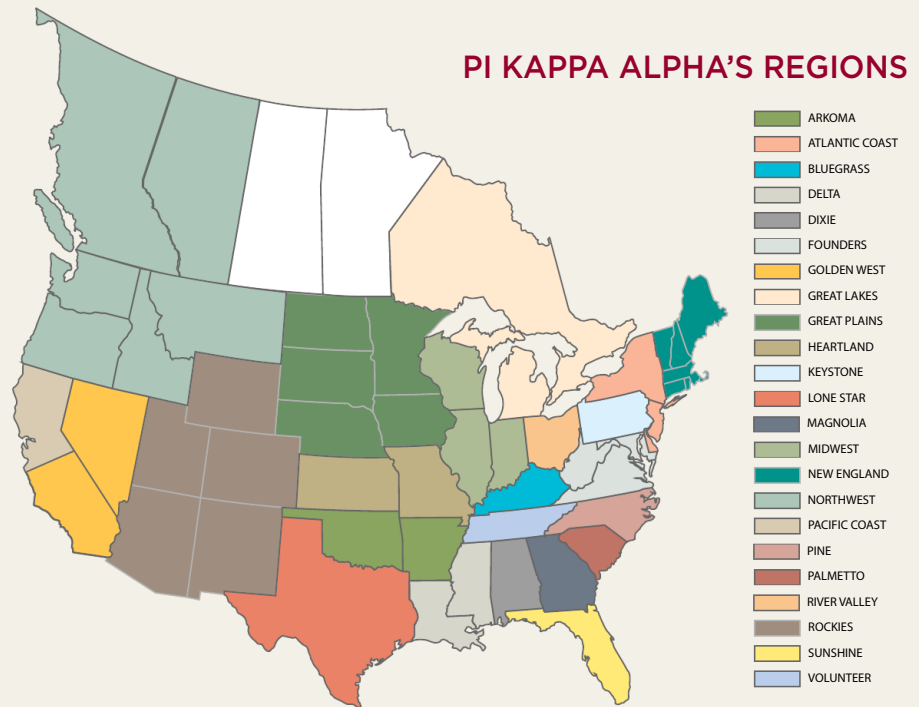 PI KAPPA ALPHA'S REGIONS
ARKOMA
ATLANTIC COAST
BLUEGRASS
DELTA
DIXIE
FOUNDERS
GOLDEN WEST
GREAT LAKES
GREAT PLAINS
HEARTLAND
KEYSTONE
LONE STAR
MAGNOLIA
MIDWEST
NEW ENGLAND
NORTHWEST
PACIFIC COAST
PINE
PALMETTO
RIVER VALLEY
ROCKIES
SUNSHINE
VOLUNTEER